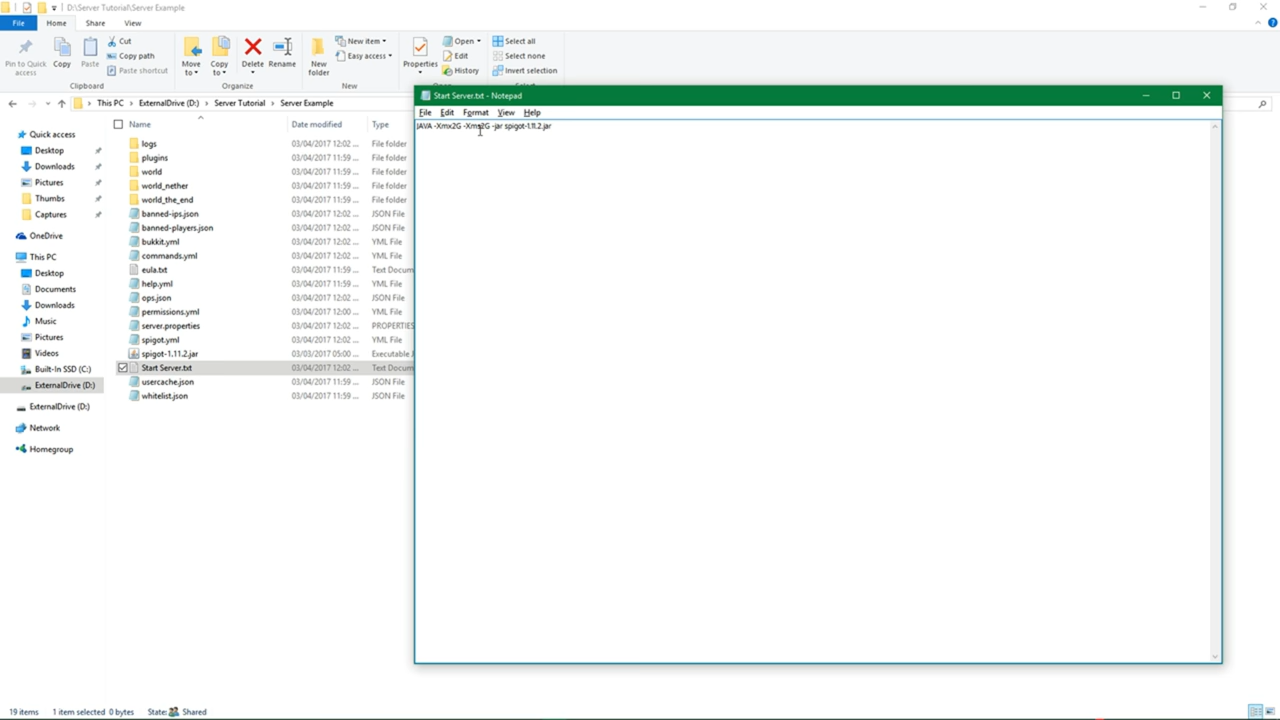 D:\Server Tutorial\Server Example
File Home Share View
Pin to Quick access
Copy
Paste
Cut
Copy path
Paste shortcut
Move to
Copy to
Delete
Rename
New folder
New item
Easy access
Properties
Open
Edit
History
Select all
Select none
Invert selection
Clipboard Organize New
This PC > ExternalDrive (D:) > Server Tutorial > Server Example
Quick access
Desktop
Downloads
Pictures
Thumbs
Captures
OneDrive
This PC
Desktop
Documents
Downloads
Music
Pictures
Videos
Built-In SSD (C:)
ExternalDrive (D:)
ExternalDrive (D:)
Network
Homegroup
Name Date modified Type
logs 03/04/2017 12:02 ... File folder
plugins 03/04/2017 11:59 ... File folder
world 03/04/2017 12:02 ... File folder
world_nether 03/04/2017 12:02 ... File folder
world_the_end 03/04/2017 12:02 ... File folder
banned-ips.json 03/04/2017 12:02 ... JSON File
banned-players.json 03/04/2017 11:59 ... JSON File
bukkit.yml 03/04/2017 12:02 ... YML File
commands.yml 03/04/2017 12:02 ... YML File
eula.txt 03/04/2017 11:59 ... Text Docum
help.yml 03/04/2017 11:59 ... YML File
ops.json 03/04/2017 12:02 ... JSON File
permissions.yml 03/04/2017 12:00 ... YML File
server.properties 03/04/2017 12:02 ... PROPERTIES
spigot.yml 03/04/2017 12:02 ... YML File
spigot-1.11.2.jar 03/03/2017 05:00 ... Executable J
Start Server.txt 03/04/2017 12:02 ... Text Docum
usercache.json 03/04/2017 11:59 ... JSON File
whitelist.json 03/04/2017 11:59 ... JSON File
Start Server.txt - Notepad
File Edit Format View Help
JAVA -Xmx2G -Xms2G -jar spigot-1.11.2.jar
19 items 1 item selected 0 bytes State: Shared